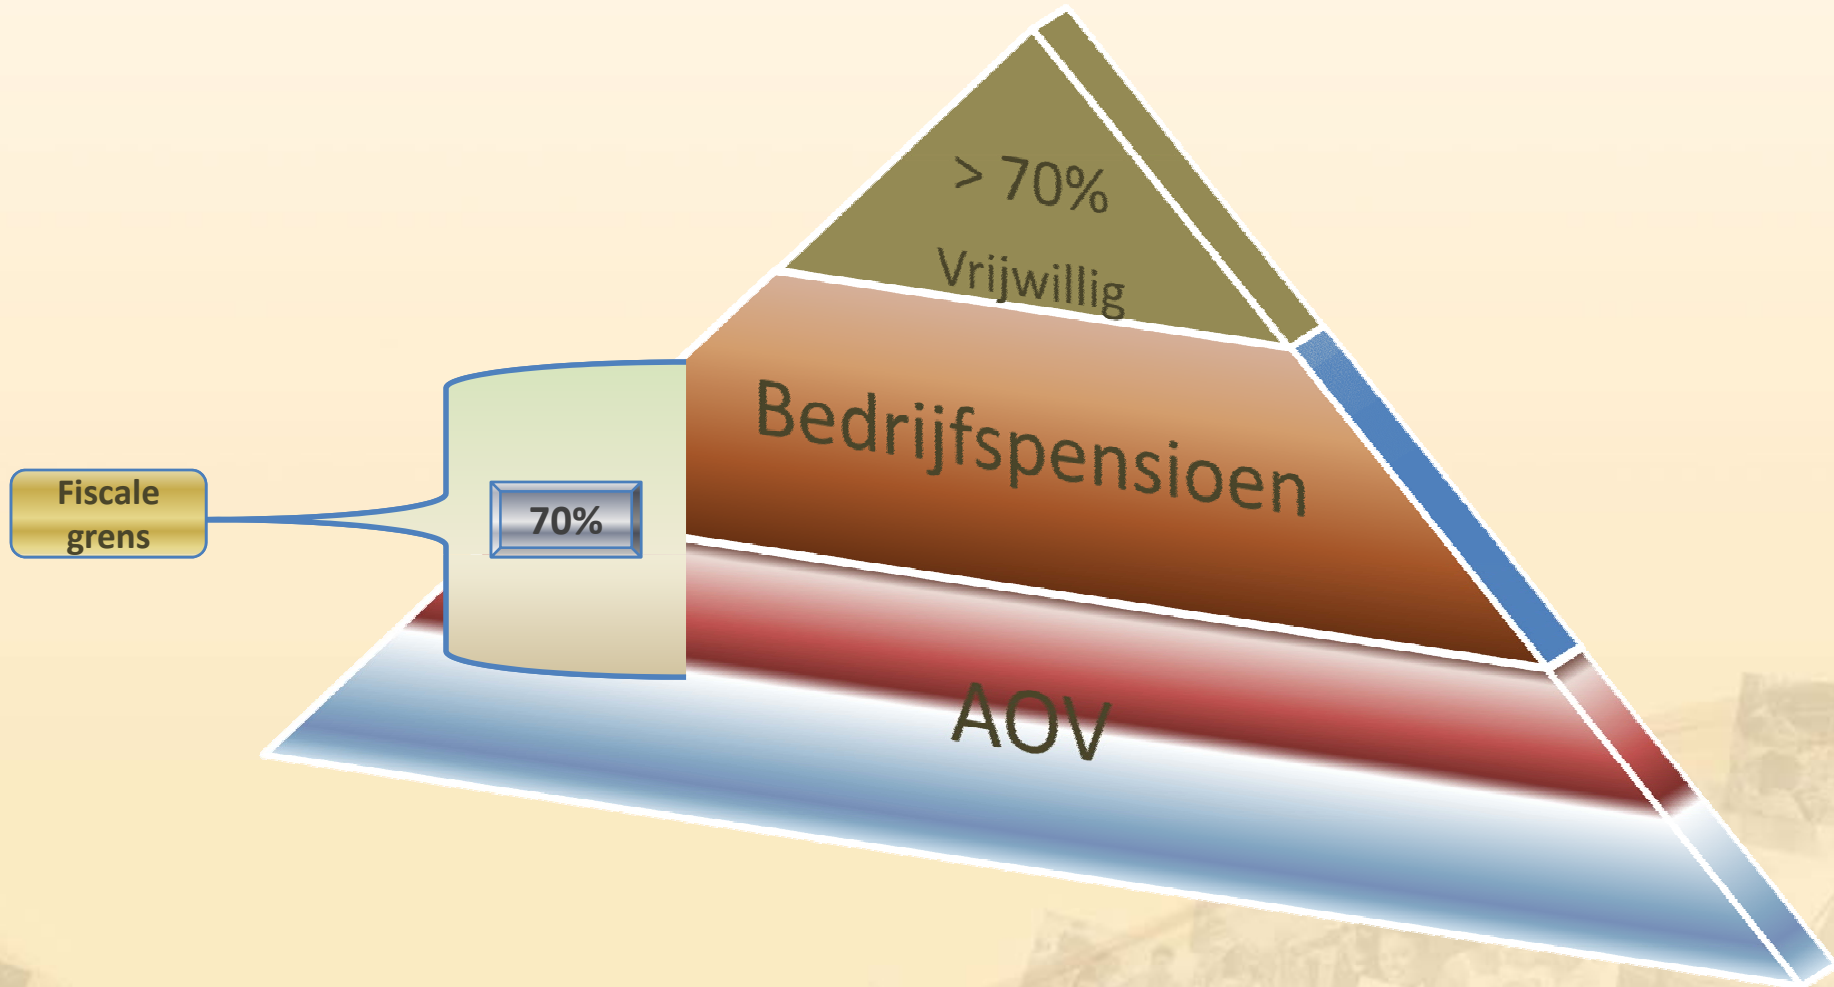 > 70%
Vrijwillig
Bedrijfspensioen
Fiscale
grens
70%
AOV